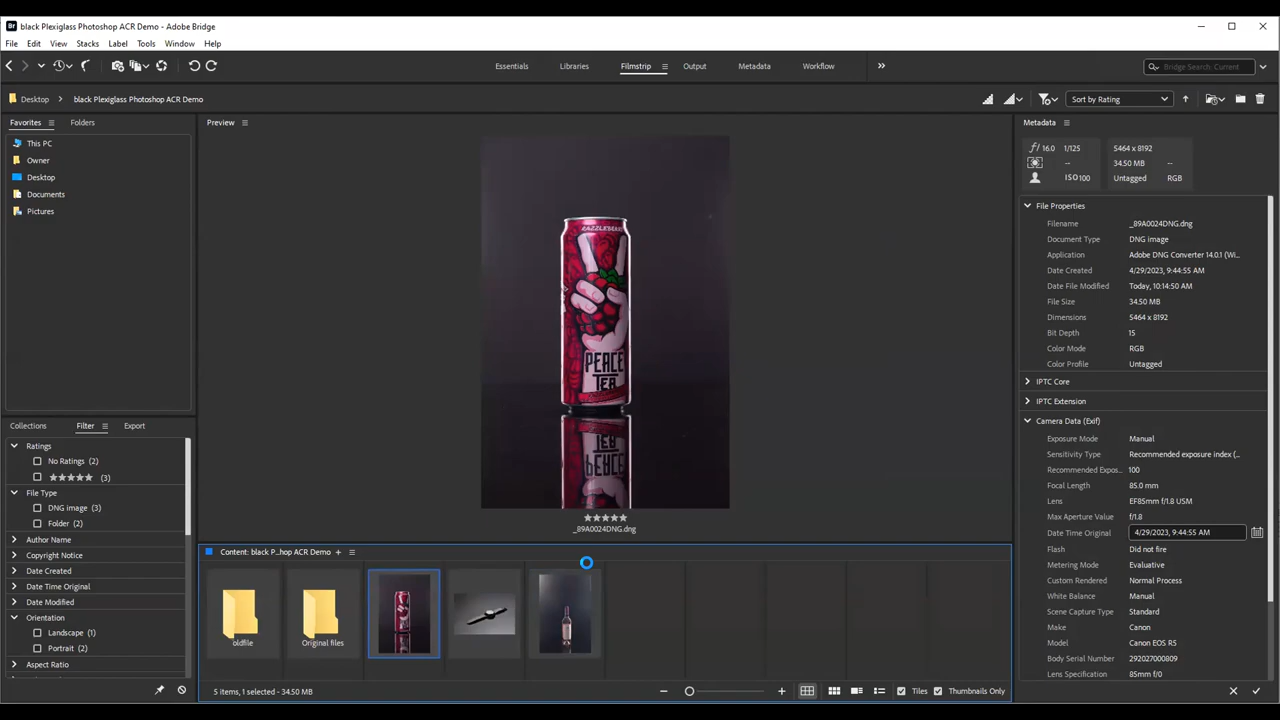 Br black Plexiglass Photoshop ACR Demo - Adobe Bridge
File Edit View Stacks Label Tools Window Help
Essentials Libraries Filmstrip Output Metadata Workflow Bridge Search: Current
Desktop black Plexiglass Photoshop ACR Demo Sort by Rating
Favorites Folders
This PC
Owner
Desktop
Documents
Pictures
Collections Filter Export
Ratings
No Ratings (2)
★★★★★ (3)
File Type
DNG image (3)
Folder (2)
Author Name
Copyright Notice
Date Created
Date Time Original
Date Modified
Orientation
Landscape (1)
Portrait (2)
Aspect Ratio
Preview
PEACE
TEA
★★★★★
_89A0024DNG.dng
Content: black P...hop ACR Demo
oldfile
Original files
5 items, 1 selected - 34.50 MB
Tiles Thumbnails Only
Metadata
f/ 16.0 1/125
--
ISO100
5464 x 8192
34.50 MB --
Untagged RGB
File Properties
Filename _89A0024DNG.dng
Document Type DNG image
Application Adobe DNG Converter 14.0.1 (Wi...
Date Created 4/29/2023, 9:44:55 AM
Date File Modified Today, 10:14:50 AM
File Size 34.50 MB
Dimensions 5464 x 8192
Bit Depth 15
Color Mode RGB
Color Profile Untagged
IPTC Core
IPTC Extension
Camera Data (Exif)
Exposure Mode Manual
Sensitivity Type Recommended exposure index (...
Recommended Expos... 100
Focal Length 85.0 mm
Lens EF85mm f/1.8 USM
Max Aperture Value f/1.8
Date Time Original 4/29/2023, 9:44:55 AM
Flash Did not fire
Metering Mode Evaluative
Custom Rendered Normal Process
White Balance Manual
Scene Capture Type Standard
Make Canon
Model Canon EOS R5
Body Serial Number 292027000809
Lens Specification 85mm f/0